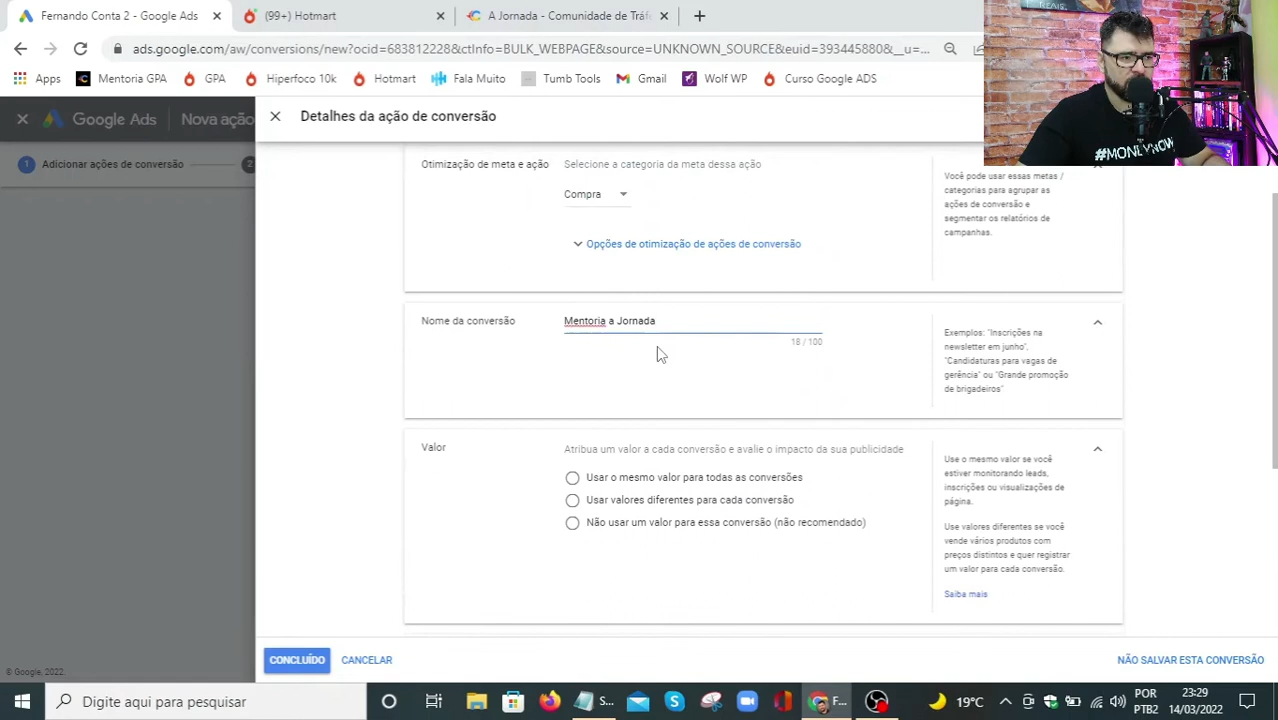 Fernando Conta 2 - Google Ads
(99+) Hotmart
A Jornada - Comunidade de Tráf
ads.google.com/aw/conversions/new?ocid=6838122288&ctInfo=BULK_WEBPAGE&source=UNKNOWN_SOURCE&euid=393445880&__u=...
Apps
Mentoria GPA
GPA
Hiperfoco 10k
Hotmart
Tumb Tools
Gmail
Wolf WP
Curso Google ADS
#MONEYNOW
Google Ads
Nova ação
Detalhes da ação de conversão
1
Adicionar ações de conversão
2
Otimização de meta e ação
Selecione a categoria da meta dessa ação
Compra
Opções de otimização de ações de conversão
Você pode usar essas metas /
categorias para agrupar as
ações de conversão e
segmentar os relatórios de
campanhas.
Nome da conversão
Mentoria a Jornada
18 / 100
Exemplos: "Inscrições na
newsletter em junho",
"Candidaturas para vagas de
gerência" ou "Grande promoção
de brigadeiros"
Valor
Atribua um valor a cada conversão e avalie o impacto da sua publicidade
Usar o mesmo valor para todas as conversões
Usar valores diferentes para cada conversão
Não usar um valor para essa conversão (não recomendado)
Use o mesmo valor se você
estiver monitorando leads,
inscrições ou visualizações de
página.
Use valores diferentes se você
vende vários produtos com
preços distintos e quer registrar
um valor para cada conversão.
Saiba mais
CONCLUÍDO
CANCELAR
NÃO SALVAR ESTA CONVERSÃO
© Google, 2022.
Digite aqui para pesquisar
S...
F...
19°C
POR
PTB2
23:29
14/03/2022